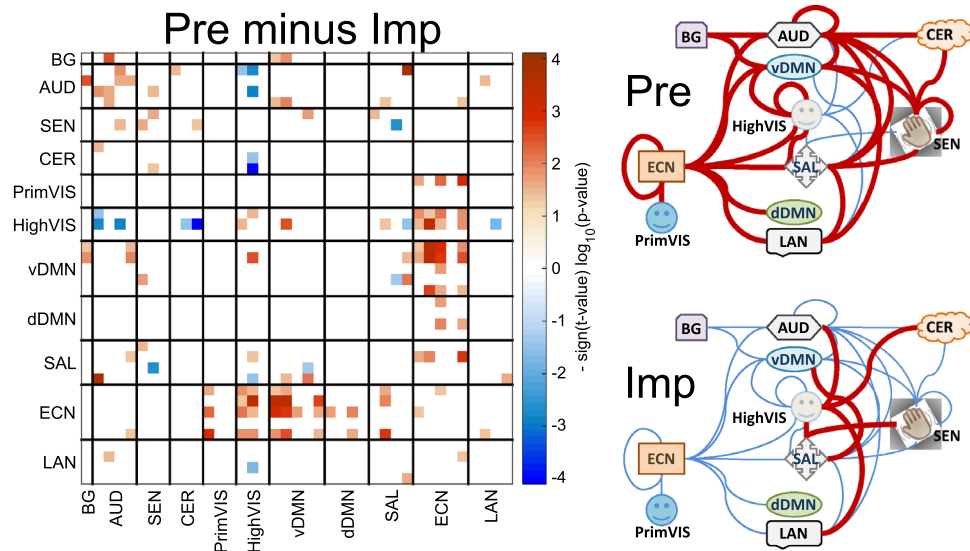 Pre minus Imp
BG
AUD
SEN
CER
PrimVIS
HighVIS
vDMN
dDMN
SAL
ECN
LAN
BG
AUD
SEN
CER
PrimVIS
HighVIS
vDMN
dDMN
SAL
ECN
LAN
4
3
2
1
0
-1
-2
-3
-4
- sign(t-value) log10(p-value)
Pre
BG
AUD
CER
vDMN
HighVIS
SEN
ECN
SAL
dDMN
PrimVIS
LAN
Imp
BG
AUD
CER
vDMN
HighVIS
SEN
ECN
SAL
dDMN
PrimVIS
LAN